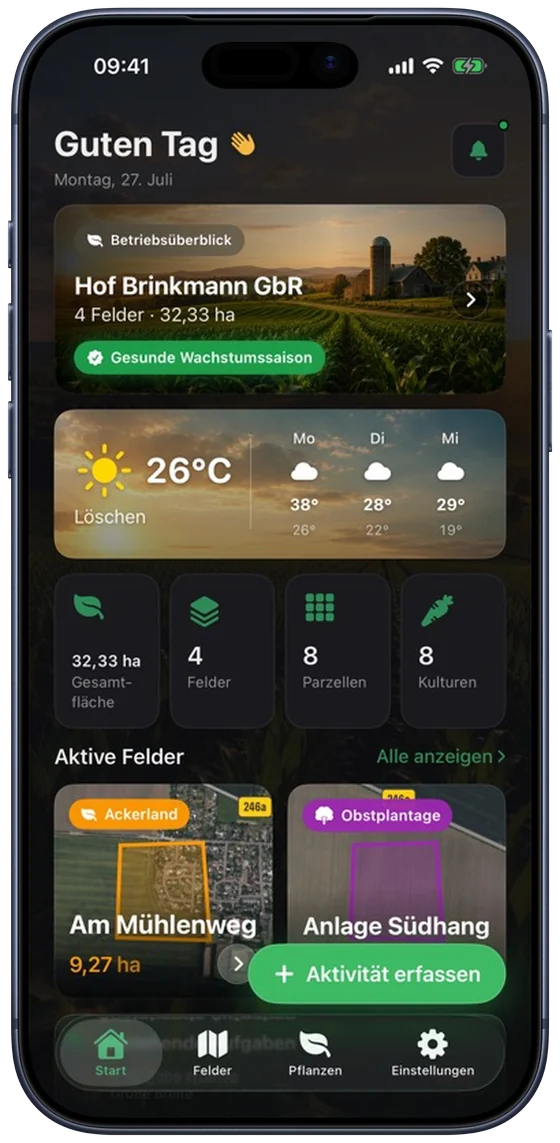 09:41
Guten Tag 👋
Montag, 27. Juli
Betriebsüberblick
Hof Brinkmann GbR
4 Felder · 32,33 ha
Gesunde Wachstumssaison
26°C
Löschen
Mo Di Mi
38° 28° 29°
26° 22° 19°
32,33 ha
Gesamt-
fläche
4
Felder
8
Parzellen
8
Kulturen
Aktive Felder
Alle anzeigen
Ackerland
246a
Am Mühlenweg
9,27 ha
246a
Obstplantage
Anlage Südhang
Aktivität erfassen
Start
Felder
Pflanzen
Einstellungen